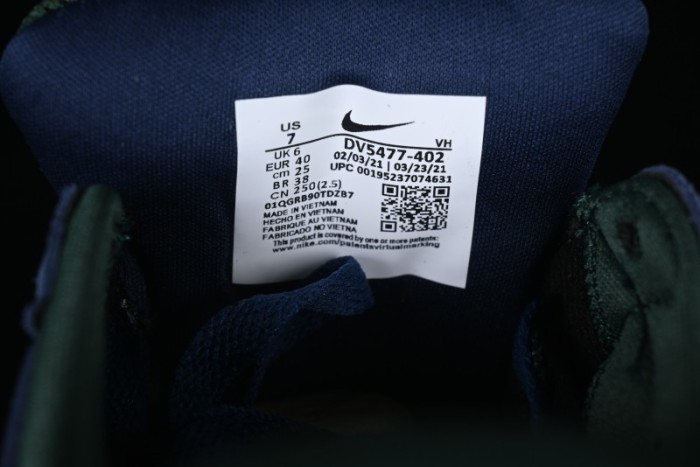 US
7
UK 6
EUR 40
cm 25
BR 38
CN 250(2.5)
VH
DV5477-402
02/03/21 | 03/23/21
UPC 00195237074631
01QGRB90TDZB7
MADE IN VIETNAM
HECHO EN VIETNAM
FABRIQUE AU VIETNAM
FABRICADO NO VIETNA
This product is covered by one or more patents:
www.nike.com/patentsvirtualmarking